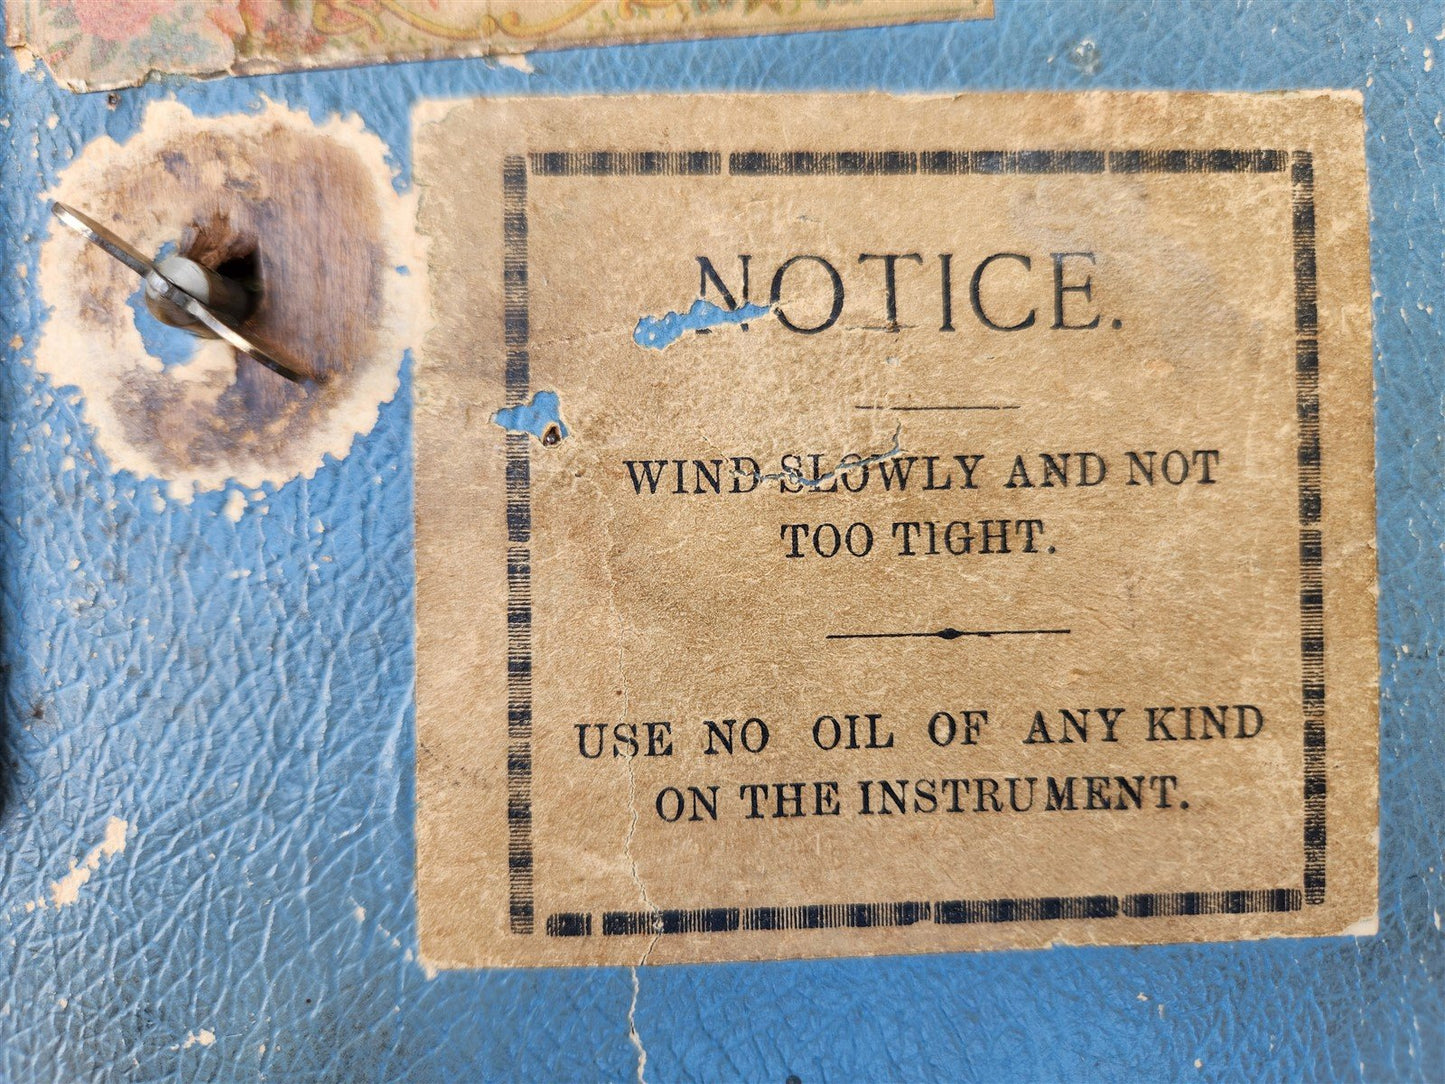 NOTICE.
WIND SLOWLY AND NOT
TOO TIGHT.
USE NO OIL OF ANY KIND
ON THE INSTRUMENT.